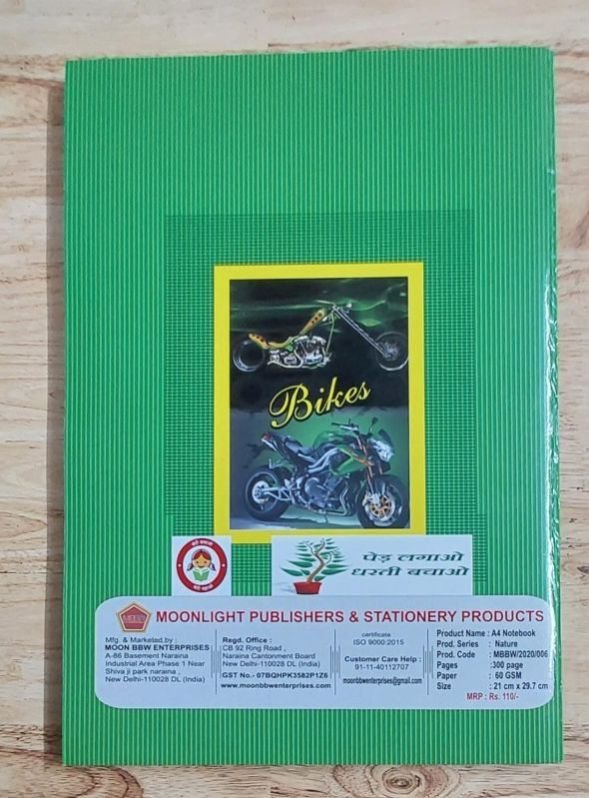 Bikes
पेड़ लगाओ
धरती बचाओ
MOONLIGHT PUBLISHERS & STATIONERY PRODUCTS
Mfg. & Marketad.by :
MOON BBW ENTERPRISES
A-86 Basement Naraina
Industrial Area Phase 1 Near
Shiva ji park naraina ,
New Delhi-110028 DL (India)
Regd. Office :
CB 92 Ring Road ,
Naraina Cantonment Board
New Delhi-110028 DL (India)
GST No.- 07BQHPK3582P1Z6
www.moonbbwenterprises.com
certificate
ISO 9000:2015
Customer Care Help :
91-11-40112707
moonbbwenterprises@gmail.com
Product Name : A4 Notebook
Prod. Series : Nature
Prod. Code : MBBW/2020/006
Pages : 300 page
Paper : 60 GSM
Size : 21 cm x 29.7 cm
MRP : Rs. 110/-